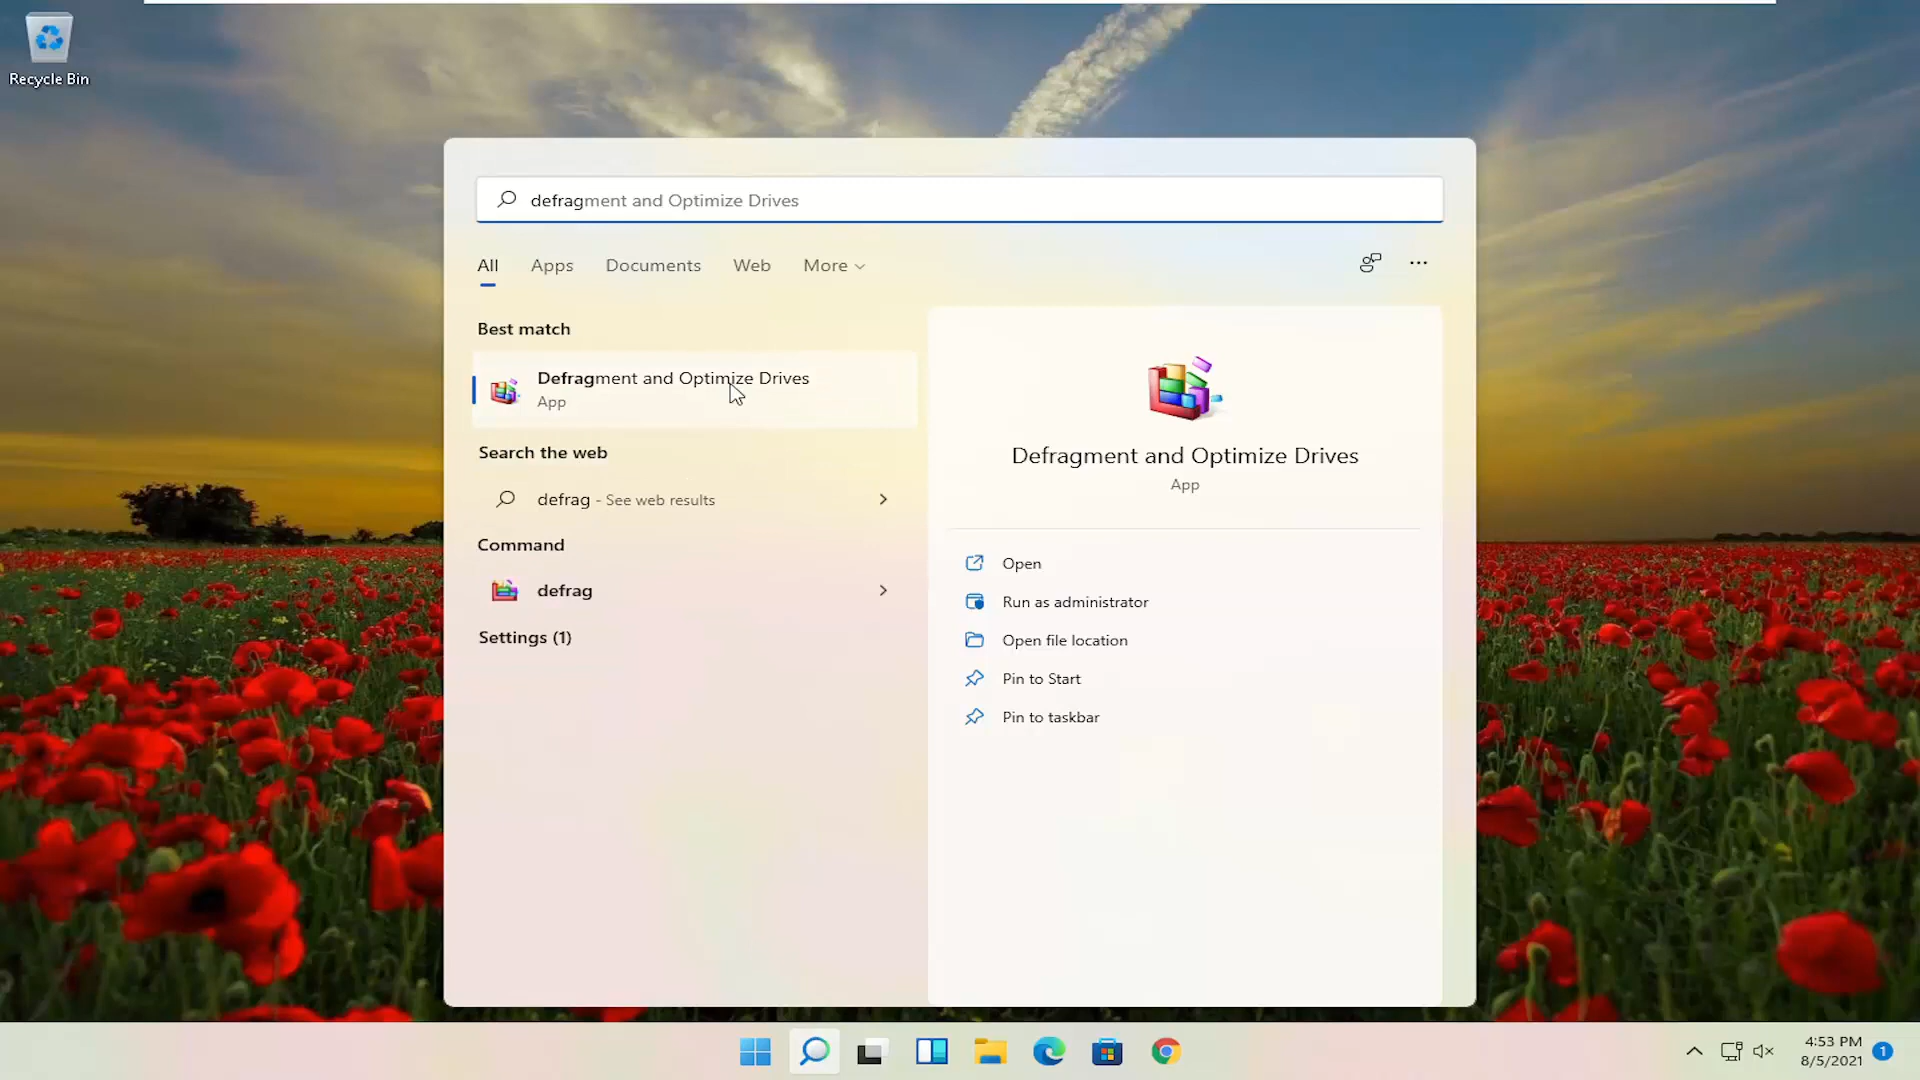 Recycle Bin
defragment and Optimize Drives
All Apps Documents Web More
Best match
Defragment and Optimize Drives
App
Search the web
defrag - See web results
Command
defrag
Settings (1)
Defragment and Optimize Drives
App
Open
Run as administrator
Open file location
Pin to Start
Pin to taskbar
4:53 PM
8/5/2021
1